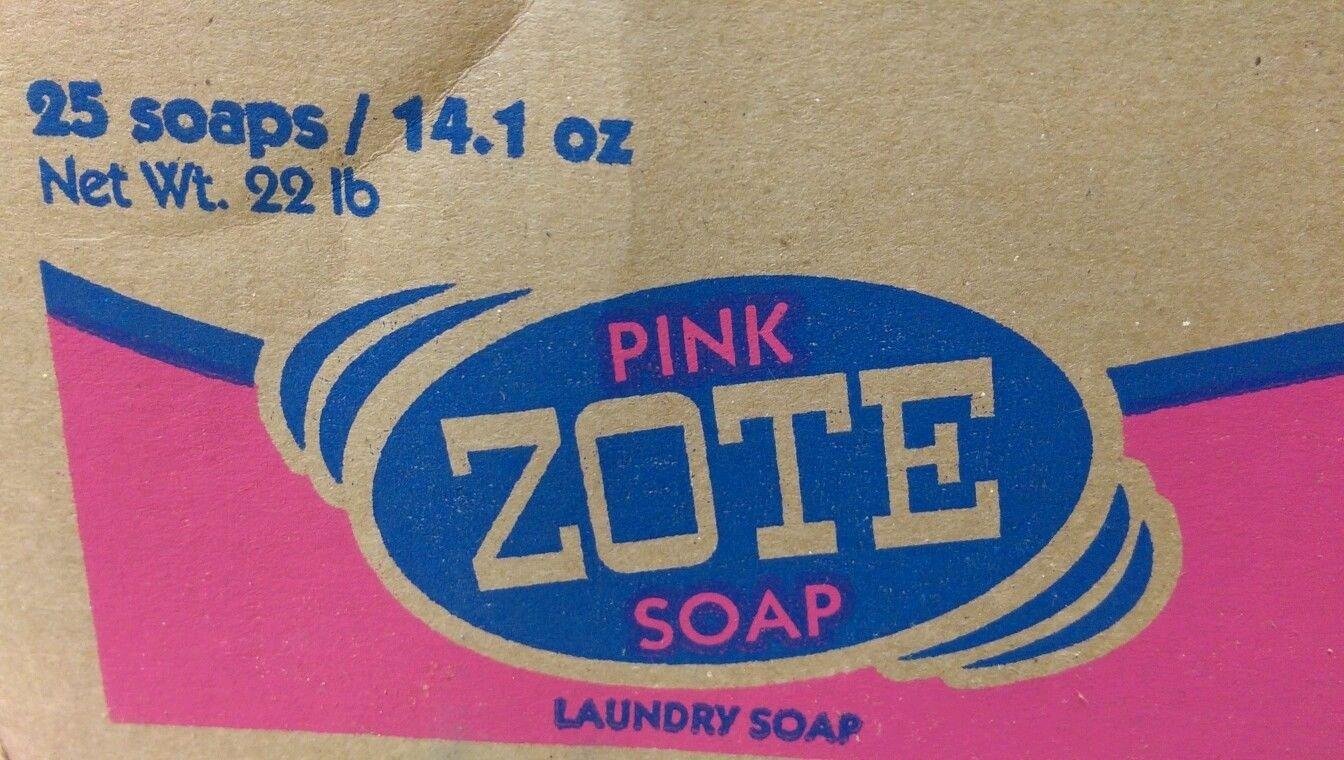 25 soaps / 14.1 oz
Net Wt. 22 lb
PINK
ZOTE
SOAP
LAUNDRY SOAP